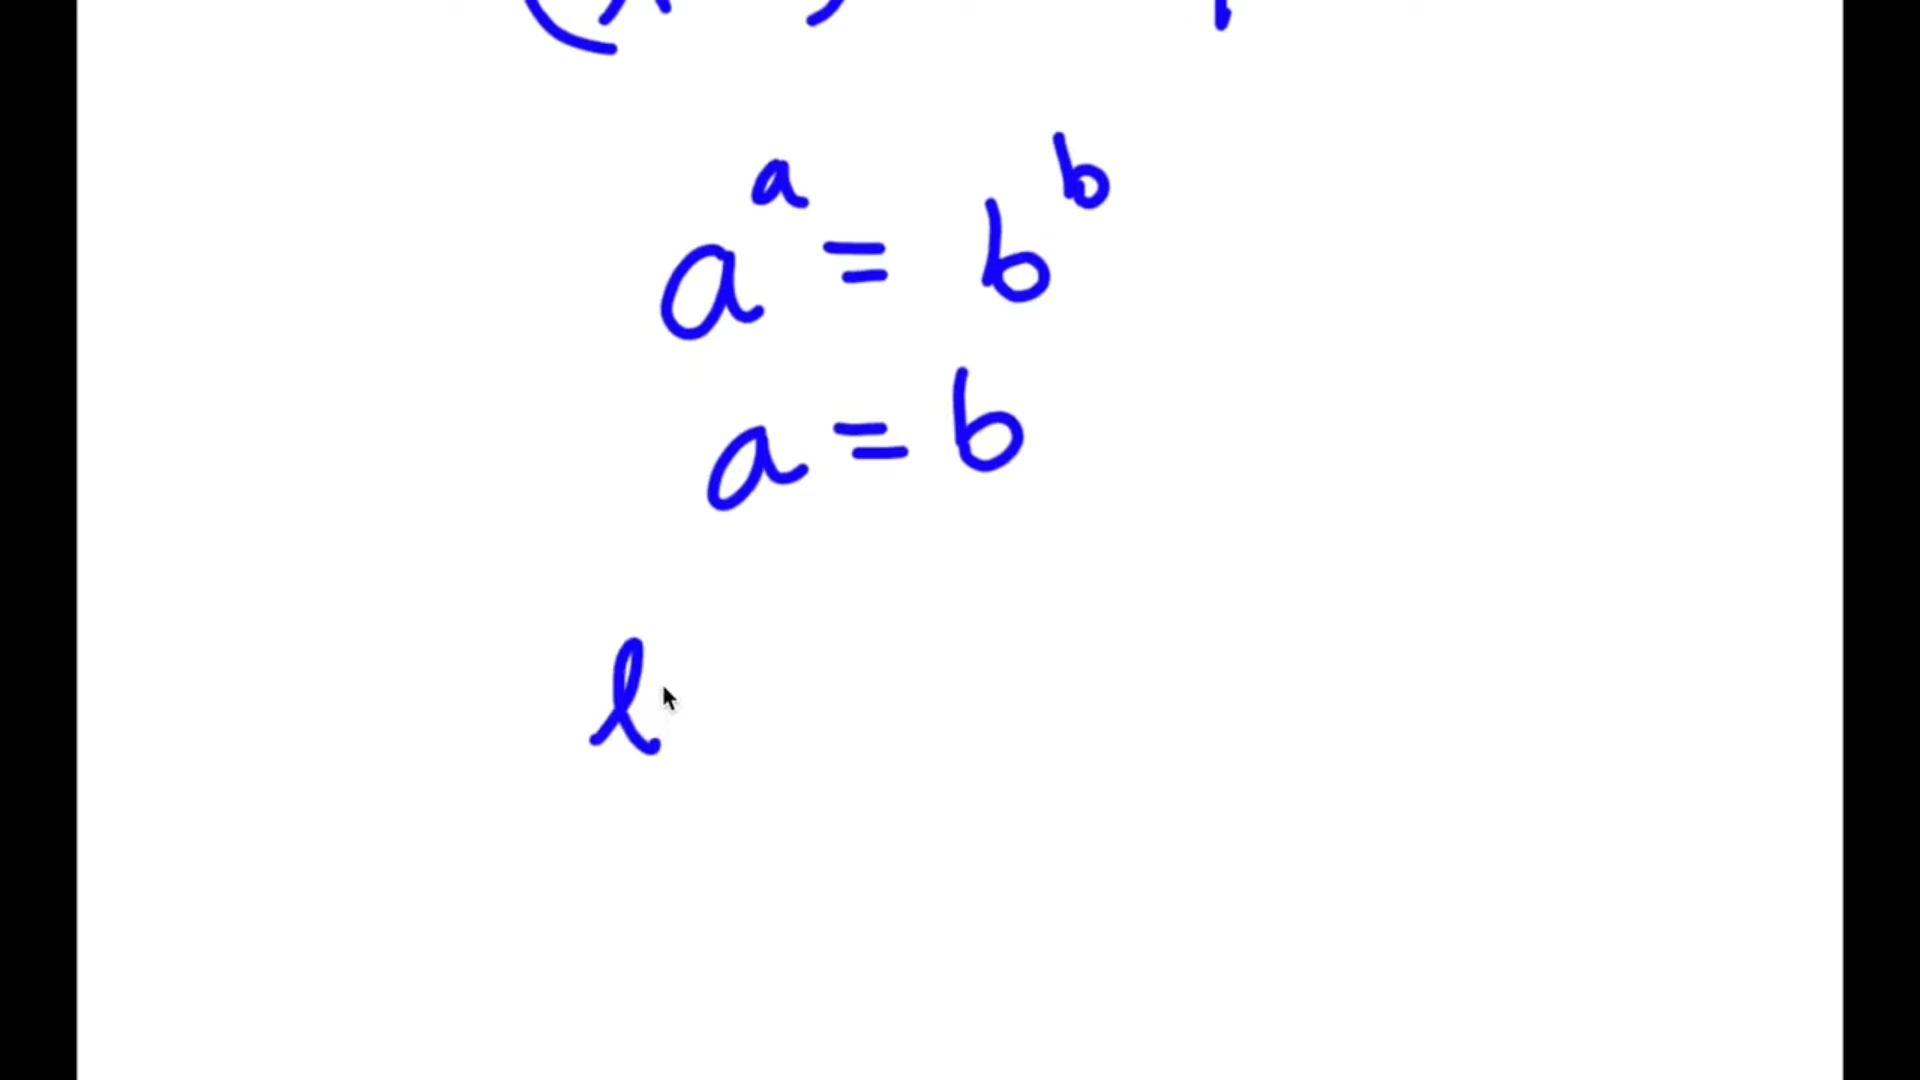 a^a = b^b
a = b
l